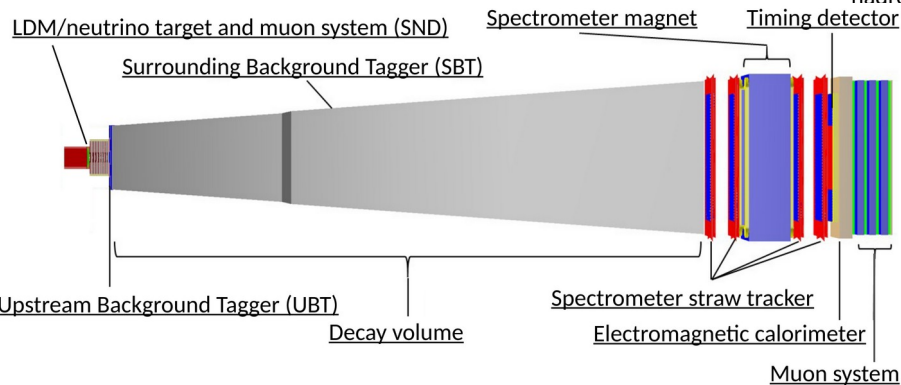 Spectrometer magnet
Timing detector
LDM/neutrino target and muon system (SND)
Surrounding Background Tagger (SBT)
Upstream Background Tagger (UBT)
Spectrometer straw tracker
Decay volume
Electromagnetic calorimeter
Muon system